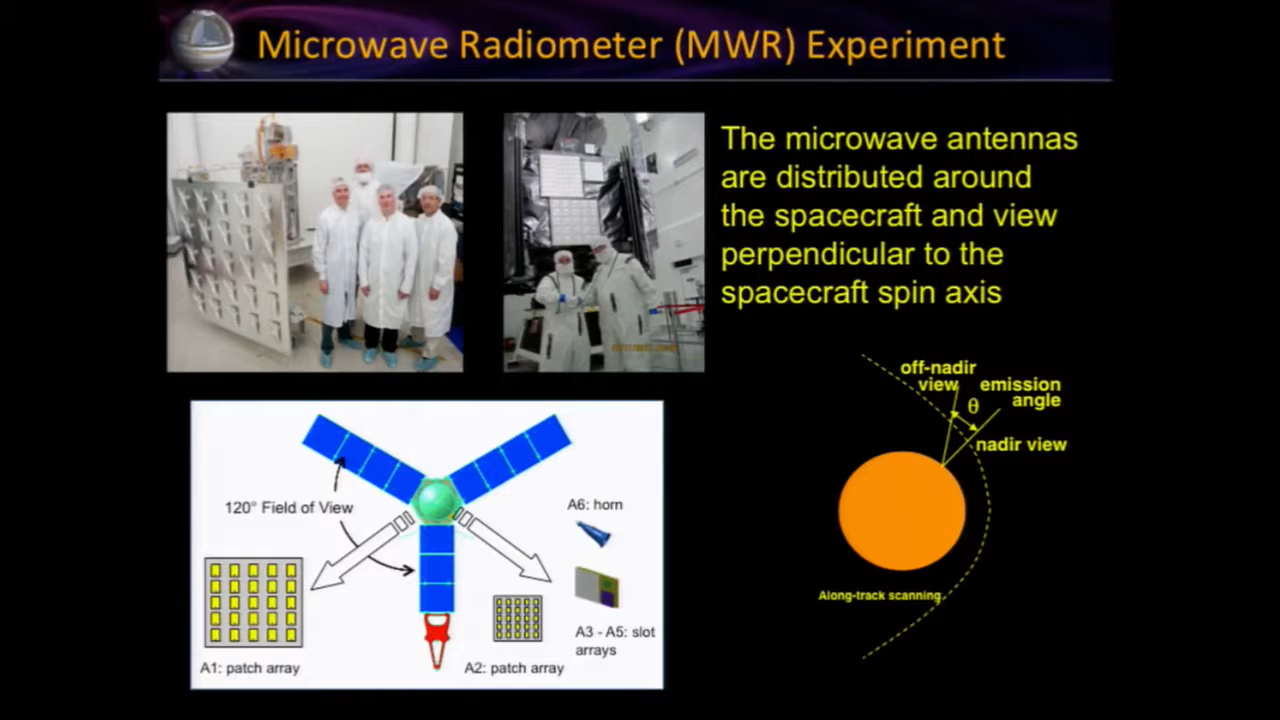 Microwave Radiometer (MWR) Experiment
The microwave antennas
are distributed around
the spacecraft and view
perpendicular to the
spacecraft spin axis
off-nadir
view
emission
angle
θ
nadir view
Along-track scanning
120° Field of View
A6: horn
A3 - A5: slot
arrays
A1: patch array
A2: patch array